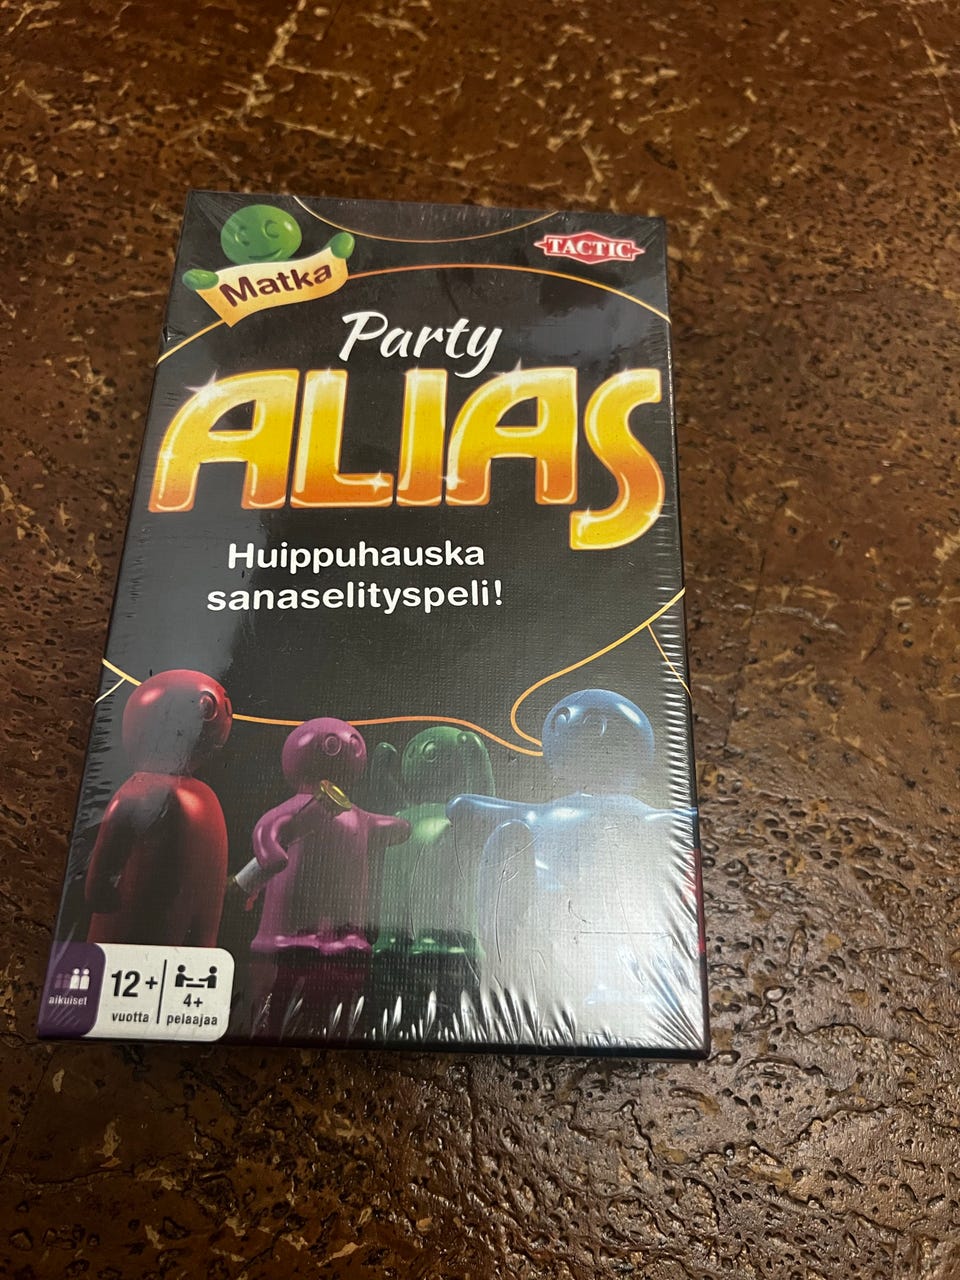 Matka
TACTIC
Party
ALIAS
Huippuhauska
sanaselityspeli!
aikuiset
12+
vuotta
4+
pelaajaa